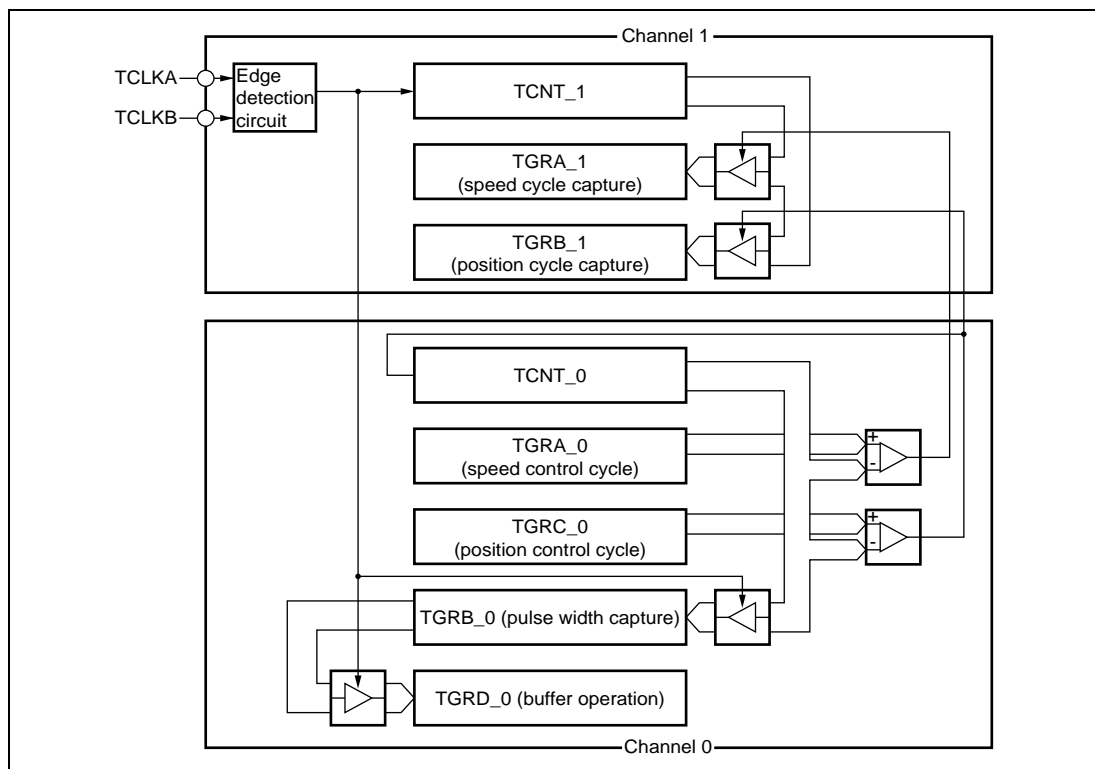 Channel 1
TCLKA
TCLKB
Edge
detection
circuit
TCNT_1
TGRA_1
(speed cycle capture)
TGRB_1
(position cycle capture)
TCNT_0
TGRA_0
(speed control cycle)
+
-
TGRC_0
(position control cycle)
+
-
TGRB_0 (pulse width capture)
TGRD_0 (buffer operation)
Channel 0